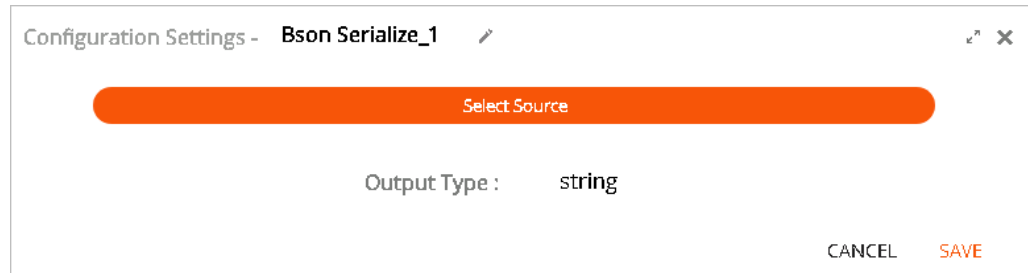 Configuration Settings - Bson Serialize_1
Select Source
Output Type : string
CANCEL SAVE